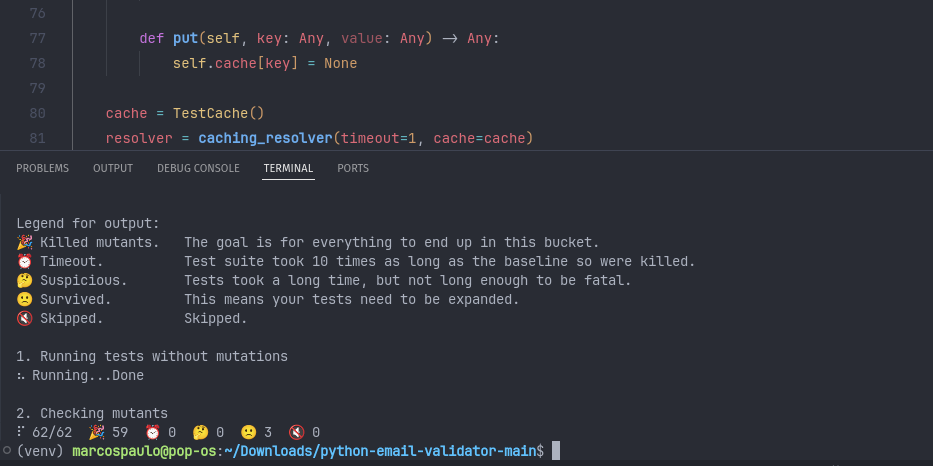 76
77 def put(self, key: Any, value: Any) -> Any:
78 self.cache[key] = None
79
80 cache = TestCache()
81 resolver = caching_resolver(timeout=1, cache=cache)
PROBLEMS OUTPUT DEBUG CONSOLE TERMINAL PORTS
Legend for output:
🎉 Killed mutants. The goal is for everything to end up in this bucket.
⏰ Timeout. Test suite took 10 times as long as the baseline so were killed.
🤔 Suspicious. Tests took a long time, but not long enough to be fatal.
🙁 Survived. This means your tests need to be expanded.
🔇 Skipped. Skipped.
1. Running tests without mutations
⠦ Running...Done
2. Checking mutants
⠏ 62/62 🎉 59 ⏰ 0 🤔 0 🙁 3 🔇 0
(venv) marcospaulo@pop-os:~/Downloads/python-email-validator-main$